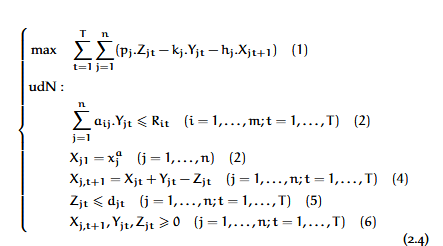 max ∑_{t=1}^{T} ∑_{j=1}^{n} (p_j.Z_{jt} − k_j.Y_{jt} − h_j.X_{jt+1}) (1)
udN :
∑_{j=1}^{n} a_{ij}.Y_{jt} ⩽ R_{it} (i = 1, . . . , m; t = 1, . . . , T) (2)
X_{j1} = x_j^a (j = 1, . . . , n) (2)
X_{j,t+1} = X_{jt} + Y_{jt} − Z_{jt} (j = 1, . . . , n; t = 1, . . . , T) (4)
Z_{jt} ⩽ d_{jt} (j = 1, . . . , n; t = 1, . . . , T) (5)
X_{j,t+1}, Y_{jt}, Z_{jt} ⩾ 0 (j = 1, . . . , n; t = 1, . . . , T) (6)
(2.4)